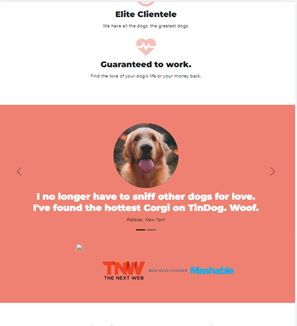 Elite Clientele
We have all the dogs, the greatest dogs.
Guaranteed to work.
Find the love of your dog's life or your money back.
I no longer have to sniff other dogs for love.
I've found the hottest Corgi on TinDog. Woof.
Pebbles, New York
TNW
THE NEXT WEB
BUSINESS INSIDER
Mashable